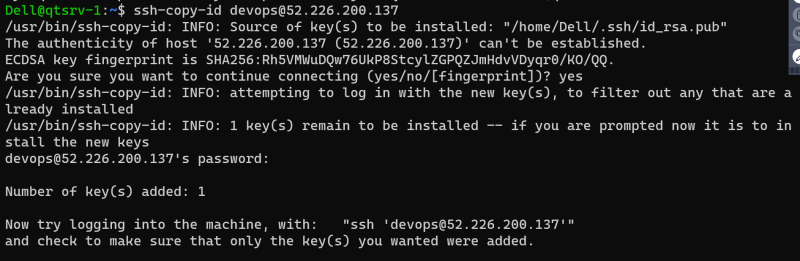 Dell@qtsrv-1:~$ ssh-copy-id devops@52.226.200.137
/usr/bin/ssh-copy-id: INFO: Source of key(s) to be installed: "/home/Dell/.ssh/id_rsa.pub"
The authenticity of host '52.226.200.137 (52.226.200.137)' can't be established.
ECDSA key fingerprint is SHA256:Rh5VMWuDQw76UkP8StcylZGPQZJmHdvVDyqr0/kO/QQ.
Are you sure you want to continue connecting (yes/no/[fingerprint])? yes
/usr/bin/ssh-copy-id: INFO: attempting to log in with the new key(s), to filter out any that are a
lready installed
/usr/bin/ssh-copy-id: INFO: 1 key(s) remain to be installed -- if you are prompted now it is to in
stall the new keys
devops@52.226.200.137's password:
Number of key(s) added: 1
Now try logging into the machine, with:   "ssh 'devops@52.226.200.137'"
and check to make sure that only the key(s) you wanted were added.